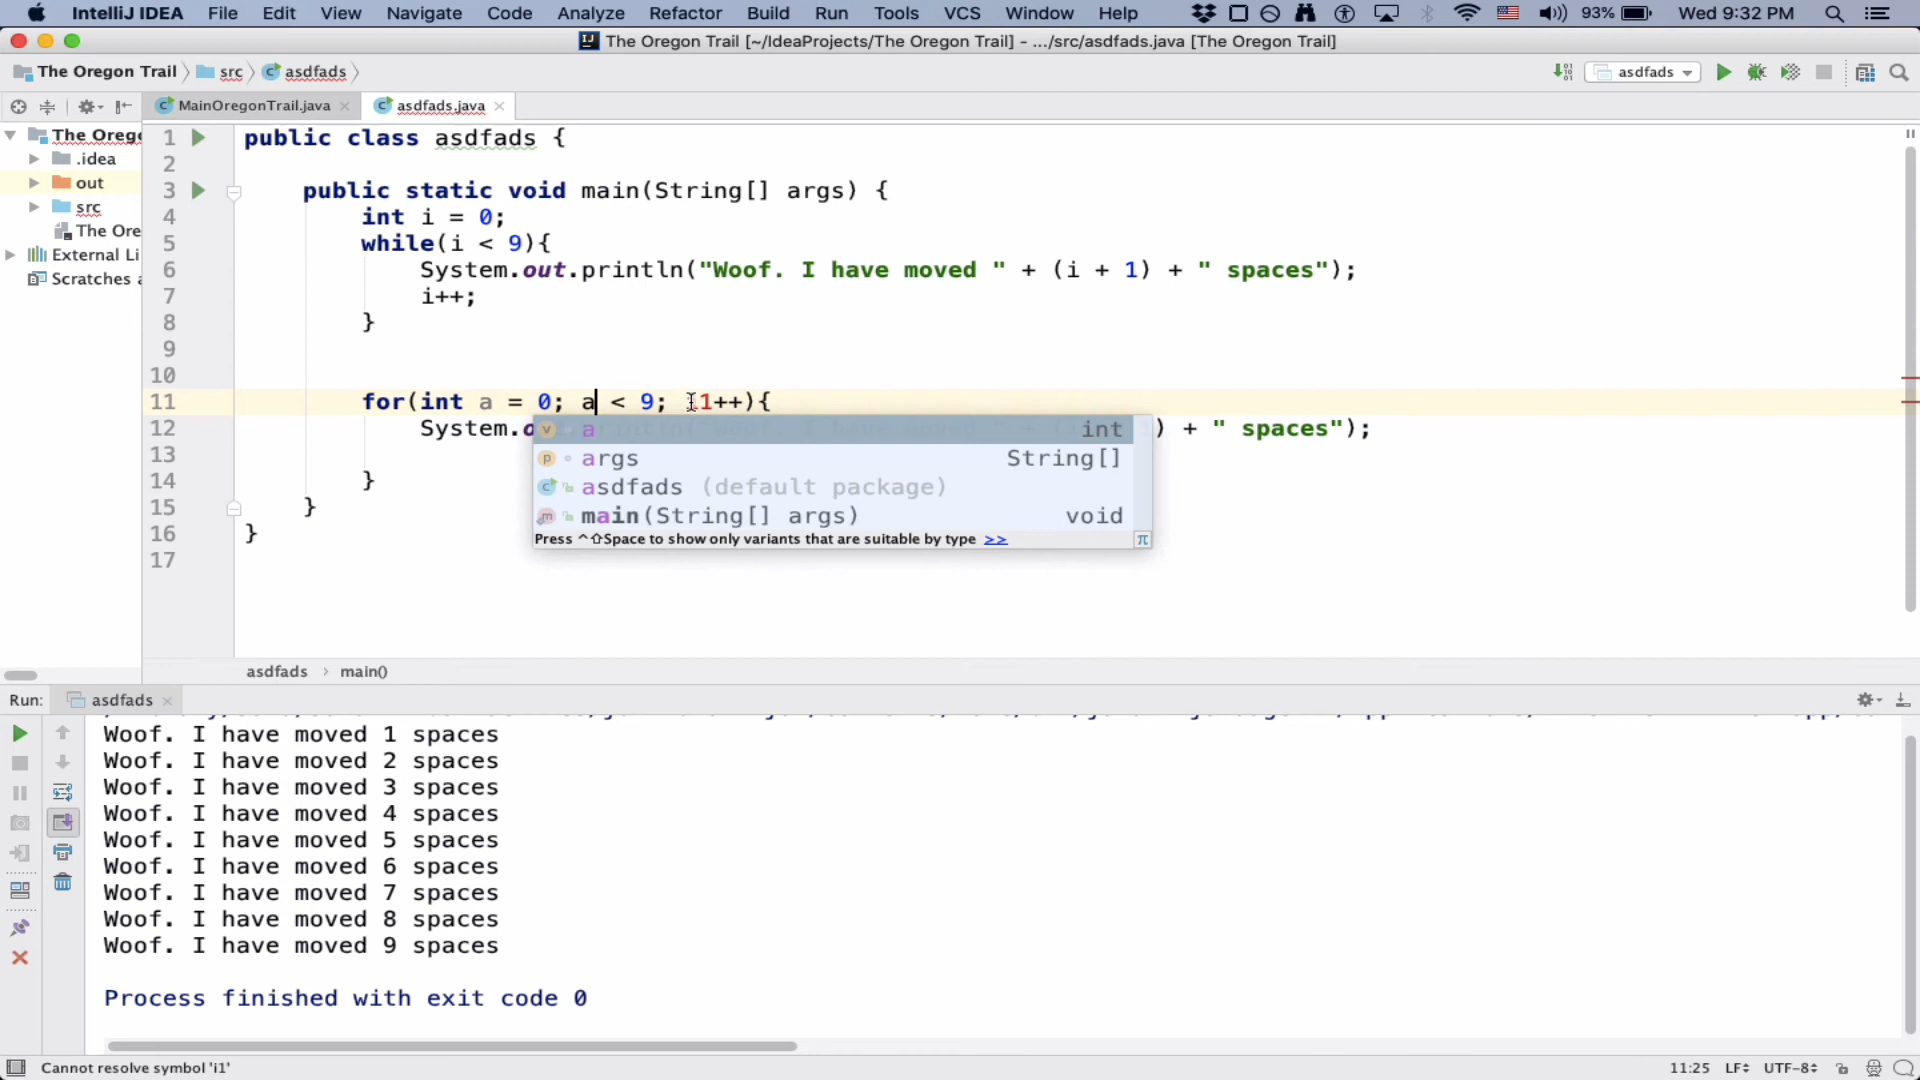 IntelliJ IDEA File Edit View Navigate Code Analyze Refactor Build Run Tools VCS Window Help 93% Wed 9:32 PM
The Oregon Trail [~/IdeaProjects/The Oregon Trail] - .../src/asdfads.java [The Oregon Trail]
The Oregon Trail src asdfads asdfads
MainOregonTrail.java asdfads.java
The Orego
.idea
out
src
The Ore
External Li
Scratches a
1 public class asdfads {
2
3 public static void main(String[] args) {
4 int i = 0;
5 while(i < 9){
6 System.out.println("Woof. I have moved " + (i + 1) + " spaces");
7 i++;
8 }
9
10
11 for(int a = 0; a < 9; i1++){
12 System.o ) + " spaces");
13
14 }
15 }
16 }
17
a int
args String[]
asdfads (default package)
main(String[] args) void
Press ^⇧Space to show only variants that are suitable by type >> π
asdfads > main()
Run: asdfads
Woof. I have moved 1 spaces
Woof. I have moved 2 spaces
Woof. I have moved 3 spaces
Woof. I have moved 4 spaces
Woof. I have moved 5 spaces
Woof. I have moved 6 spaces
Woof. I have moved 7 spaces
Woof. I have moved 8 spaces
Woof. I have moved 9 spaces
Process finished with exit code 0
Cannot resolve symbol 'i1' 11:25 LF UTF-8